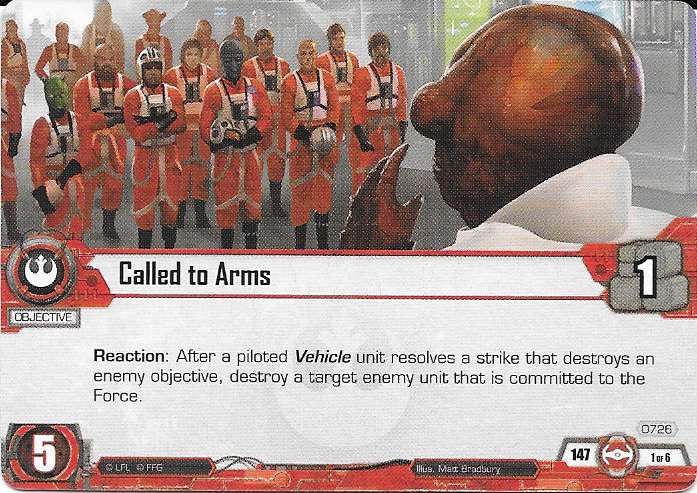 Called to Arms
1
OBJECTIVE
Reaction: After a piloted Vehicle unit resolves a strike that destroys an
enemy objective, destroy a target enemy unit that is committed to the
Force.
0726
5
© LFL © FFG
Illus. Matt Bradbury
147
1 OF 6